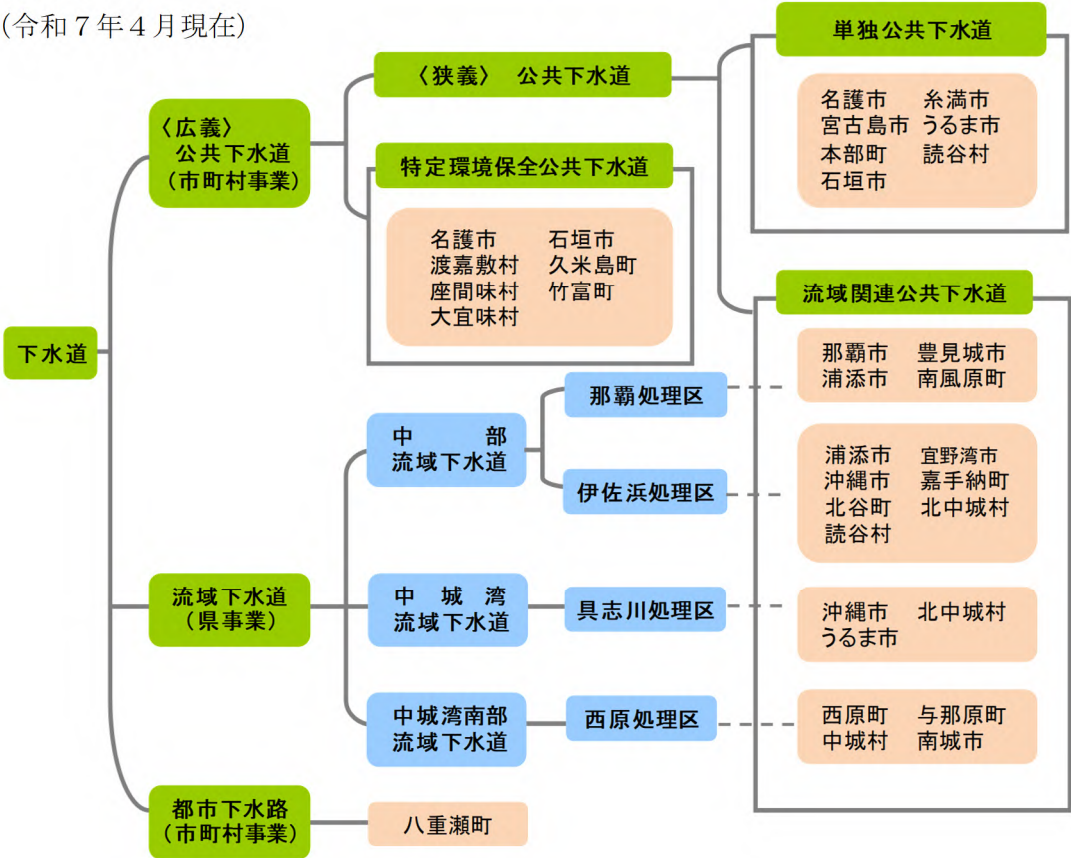 (令和７年４月現在)
下水道
〈広義〉
公共下水道
(市町村事業)
〈狭義〉 公共下水道
単独公共下水道
名護市 糸満市
宮古島市 うるま市
本部町 読谷村
石垣市
特定環境保全公共下水道
名護市 石垣市
渡嘉敷村 久米島町
座間味村 竹富町
大宜味村
流域関連公共下水道
流域下水道
(県事業)
中 部
流域下水道
那覇処理区
那覇市 豊見城市
浦添市 南風原町
伊佐浜処理区
浦添市 宜野湾市
沖縄市 嘉手納町
北谷町 北中城村
読谷村
中 城 湾
流域下水道
具志川処理区
沖縄市 北中城村
うるま市
中城湾南部
流域下水道
西原処理区
西原町 与那原町
中城村 南城市
都市下水路
(市町村事業)
八重瀬町